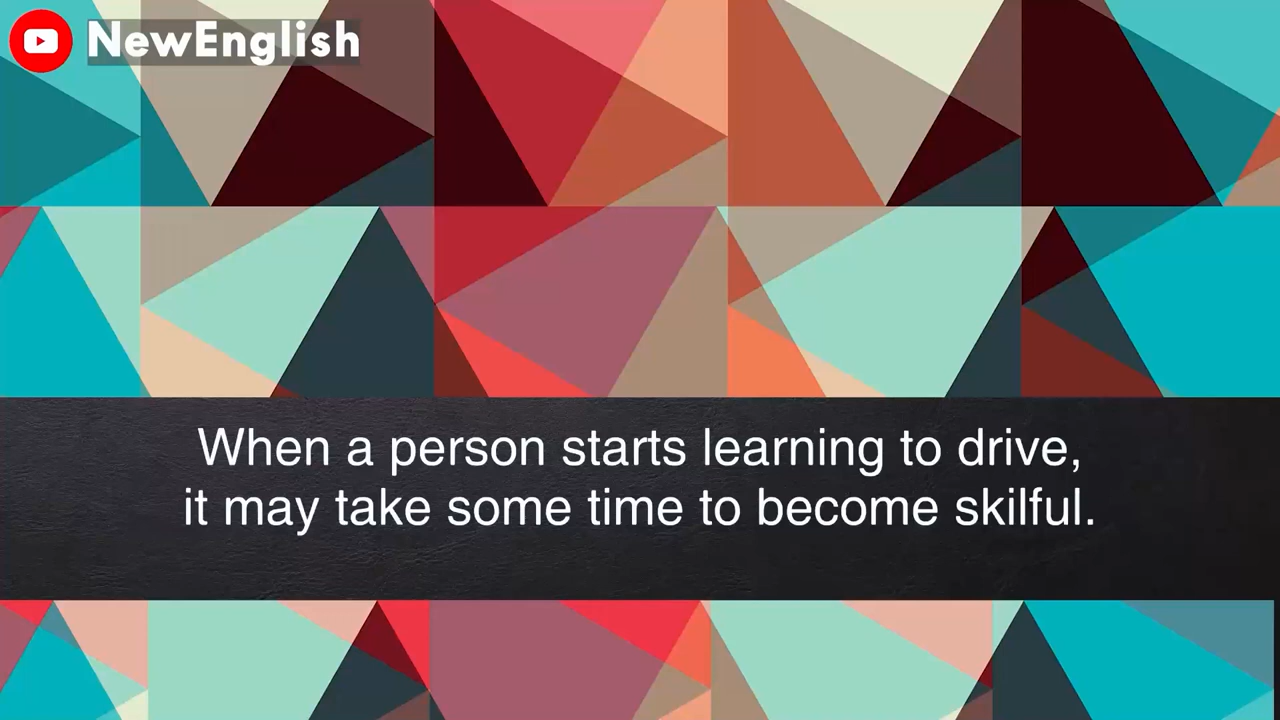 NewEnglish
When a person starts learning to drive,
it may take some time to become skilful.